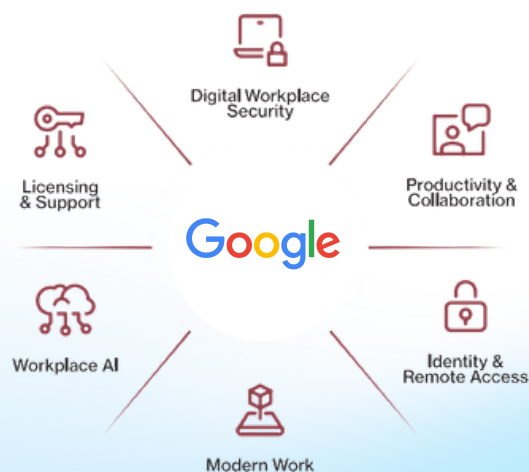 Digital Workplace
Security
Licensing
& Support
Productivity &
Collaboration
Google
Workplace AI
Identity &
Remote Access
Modern Work